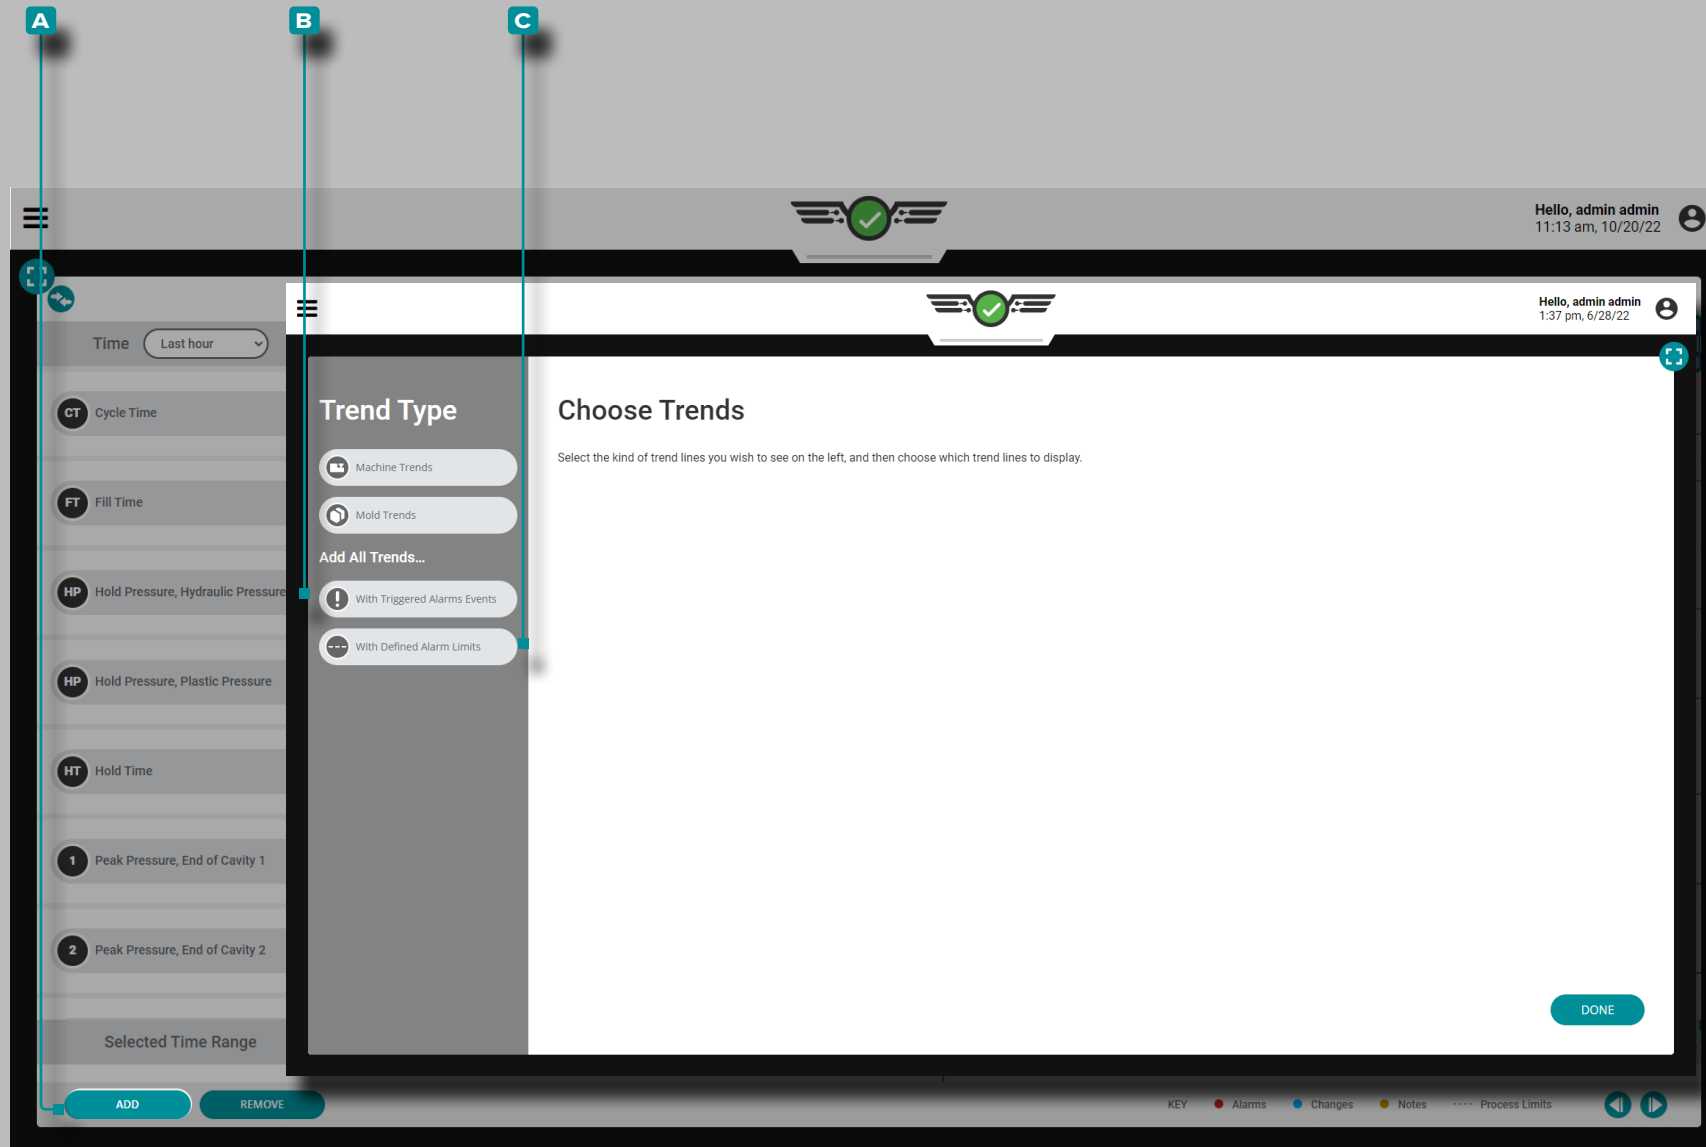 A
B
C
Hello, admin admin
11:13 am, 10/20/22
Time
Last hour
CT
Cycle Time
FT
Fill Time
HP
Hold Pressure, Hydraulic Pressure
HP
Hold Pressure, Plastic Pressure
HT
Hold Time
1
Peak Pressure, End of Cavity 1
2
Peak Pressure, End of Cavity 2
Selected Time Range
ADD
REMOVE
Hello, admin admin
1:37 pm, 6/28/22
Trend Type
Machine Trends
Mold Trends
Add All Trends...
With Triggered Alarms Events
With Defined Alarm Limits
Choose Trends
Select the kind of trend lines you wish to see on the left, and then choose which trend lines to display.
DONE
KEY
Alarms
Changes
Notes
Process Limits